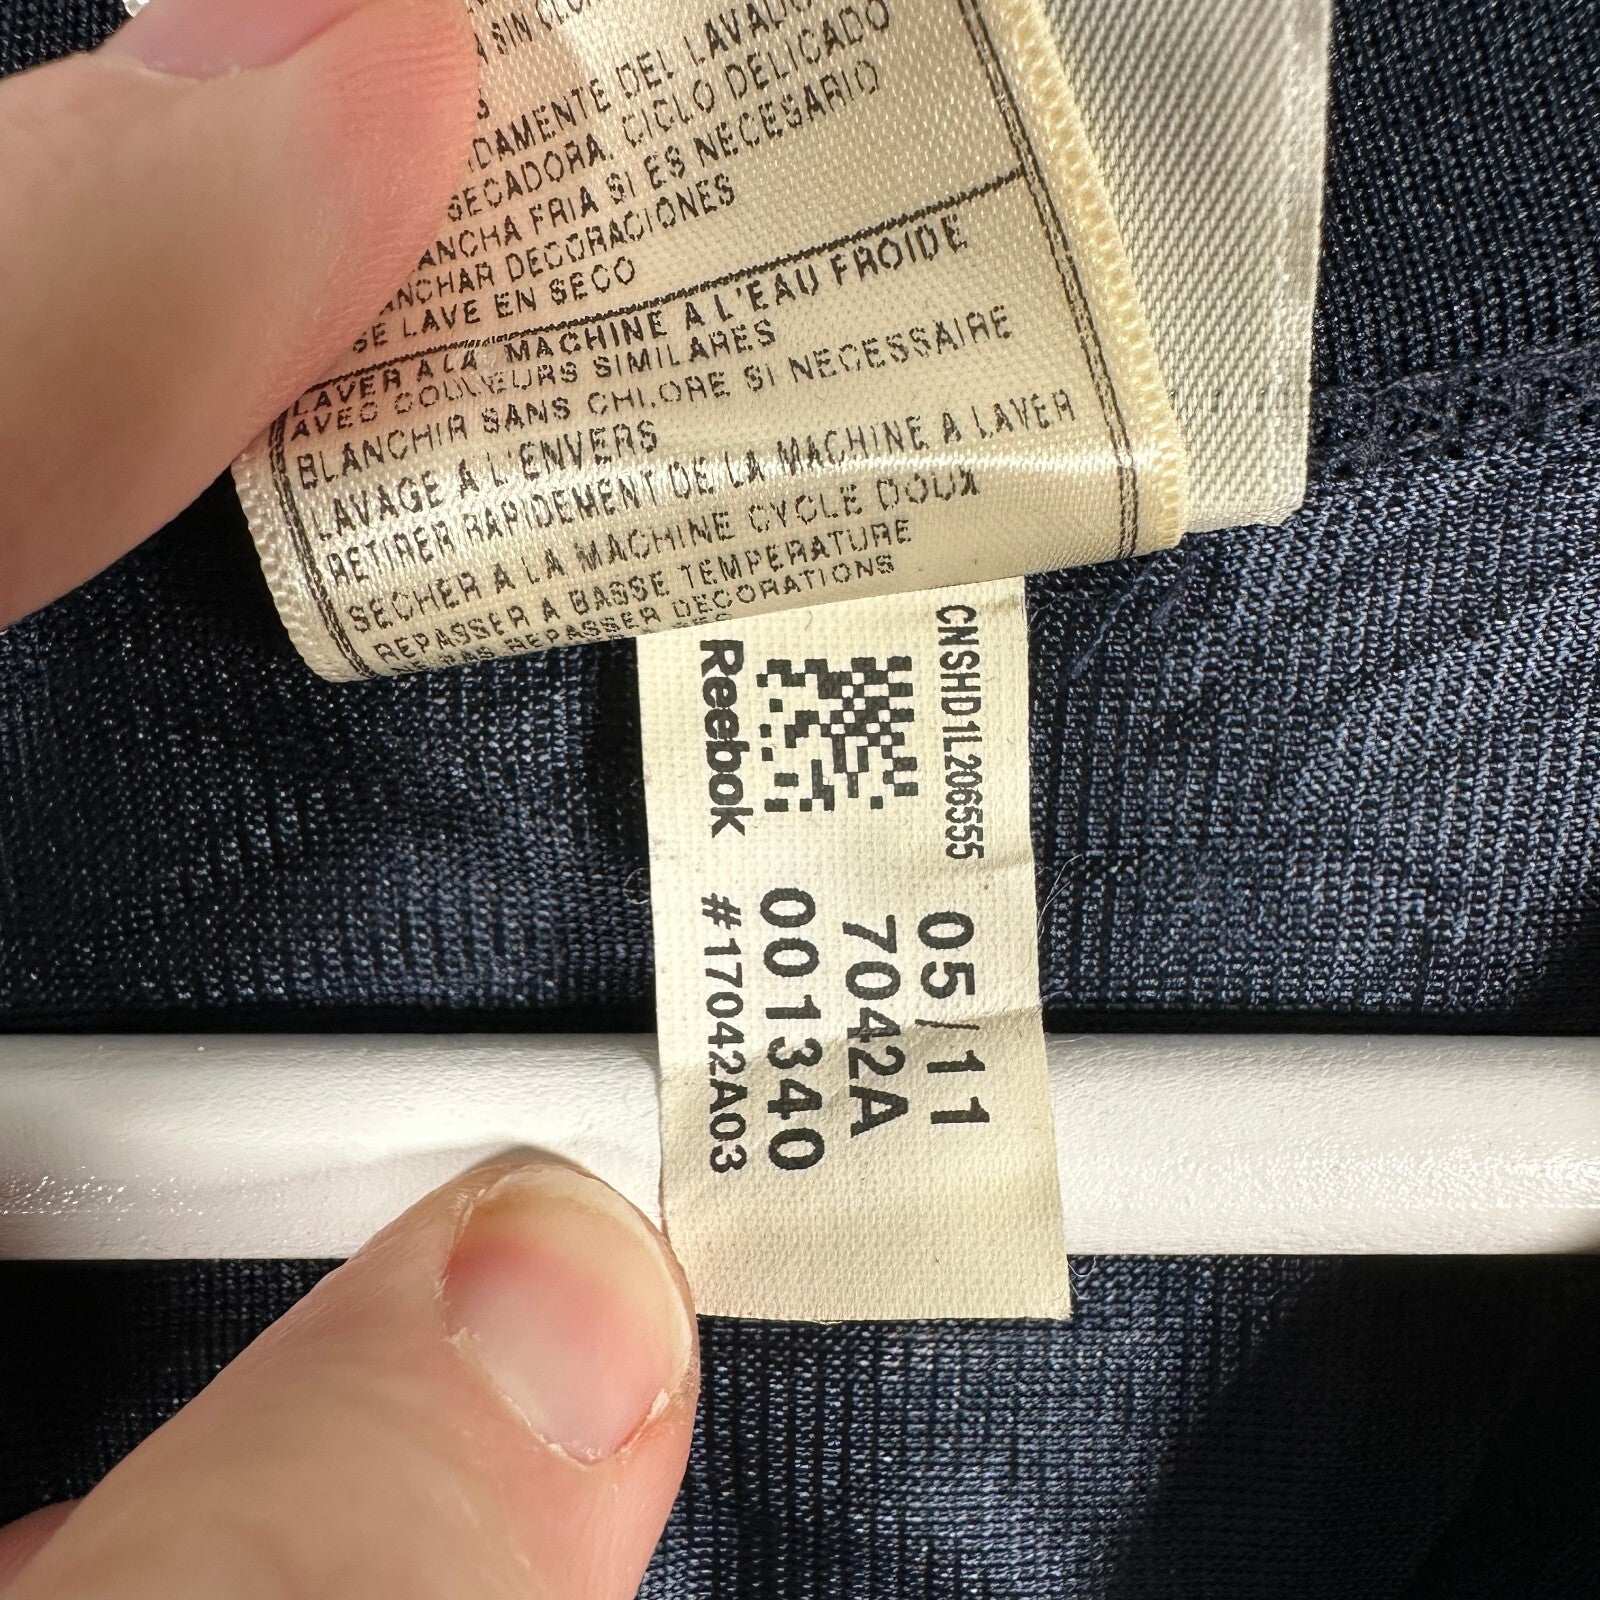 SIN
DAMENTE DEL LAVADO
SECADORA. CICLO DELICADO
ANCHA FRIA SI ES NECESARIO
ANCHAR DECORACIONES
SE LAVE EN SECO
LAVER A LA MACHINE A L'EAU FROIDE
AVEC COULEURS SIMILARES
BLANCHIR SANS CHLORE SI NECESSAIRE
LAVAGE A L'ENVERS
RETIRER RAPIDEMENT DE LA MACHINE A LAVER
SECHER A LA MACHINE CYCLE DOUX
REPASSER A BASSE TEMPERATURE
REPASSER DECORATIONS
CNSHD1L206555
05/11
7042A
001340
Reebok
#17042A03